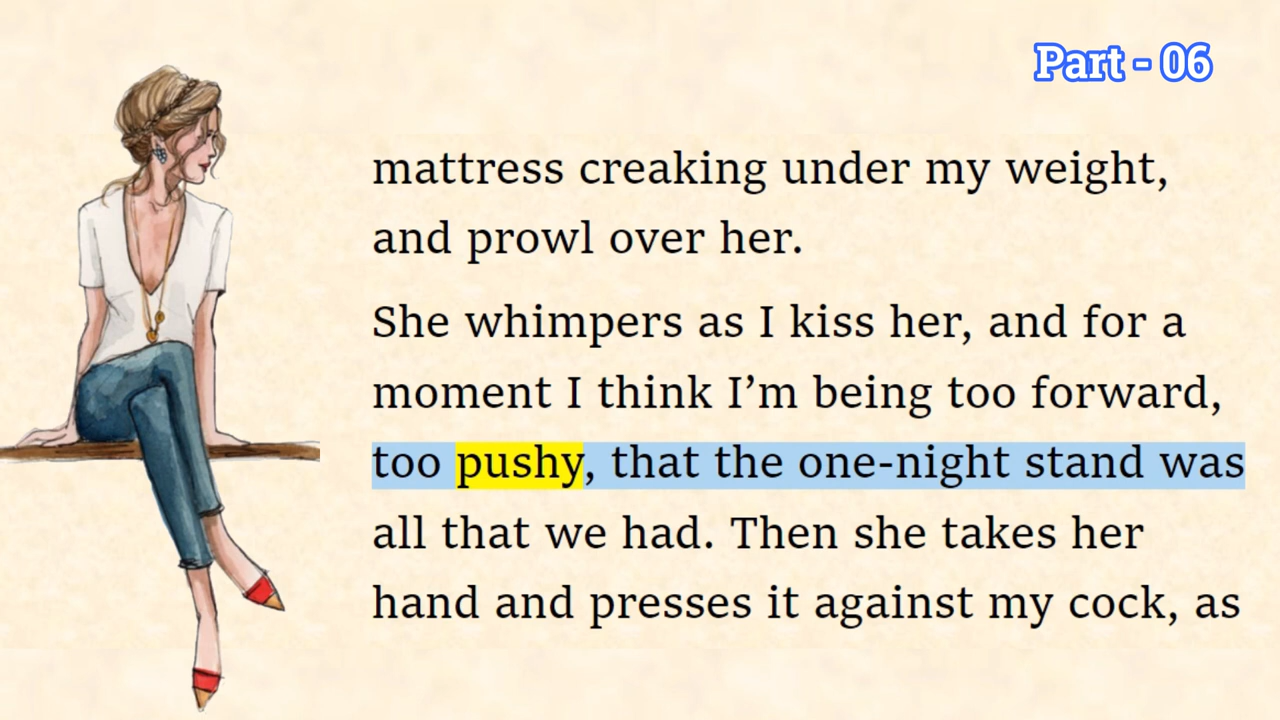 Part - 06
mattress creaking under my weight,
and prowl over her.
She whimpers as I kiss her, and for a
moment I think I’m being too forward,
too pushy, that the one-night stand was
all that we had. Then she takes her
hand and presses it against my cock, as